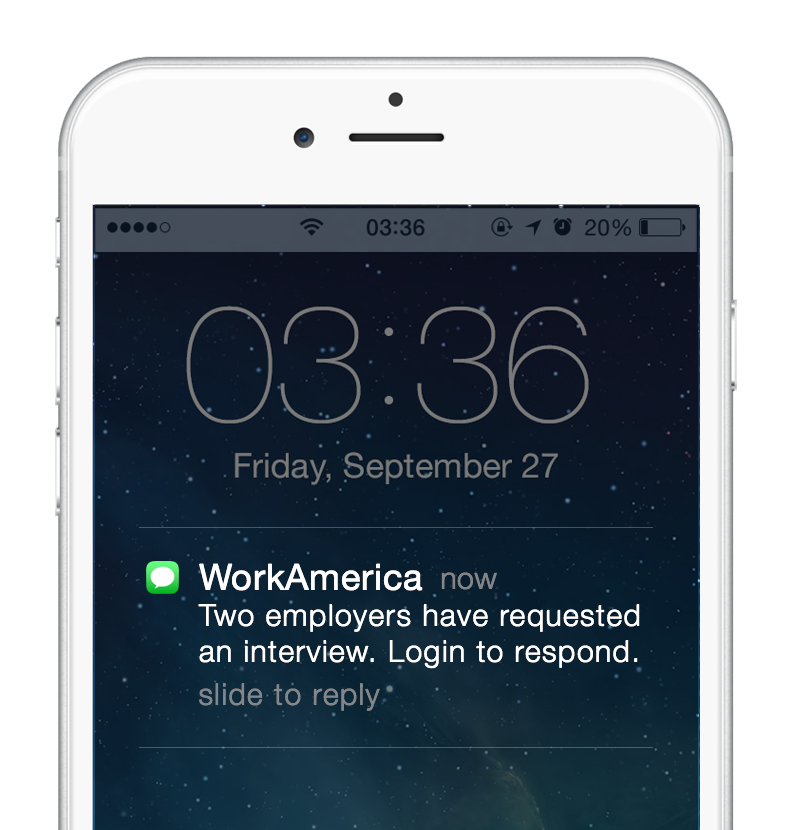 03:36 20%
03:36
Friday, September 27
WorkAmerica now
Two employers have requested
an interview. Login to respond.
slide to reply